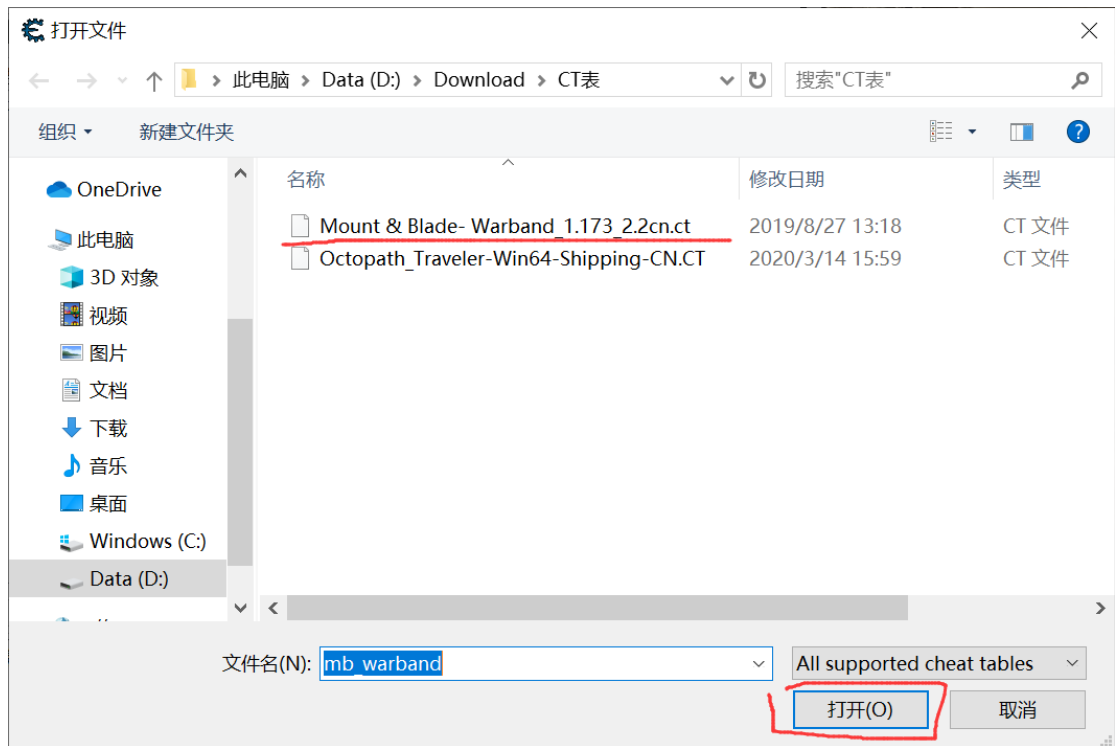 打开文件
此电脑 > Data (D:) > Download > CT表
搜索"CT表"
组织
新建文件夹
名称
修改日期
类型
OneDrive
此电脑
3D 对象
视频
图片
文档
下载
音乐
桌面
Windows (C:)
Data (D:)
Mount & Blade- Warband_1.173_2.2cn.ct 2019/8/27 13:18 CT 文件
Octopath_Traveler-Win64-Shipping-CN.CT 2020/3/14 15:59 CT 文件
文件名(N): mb_warband
All supported cheat tables
打开(O)
取消